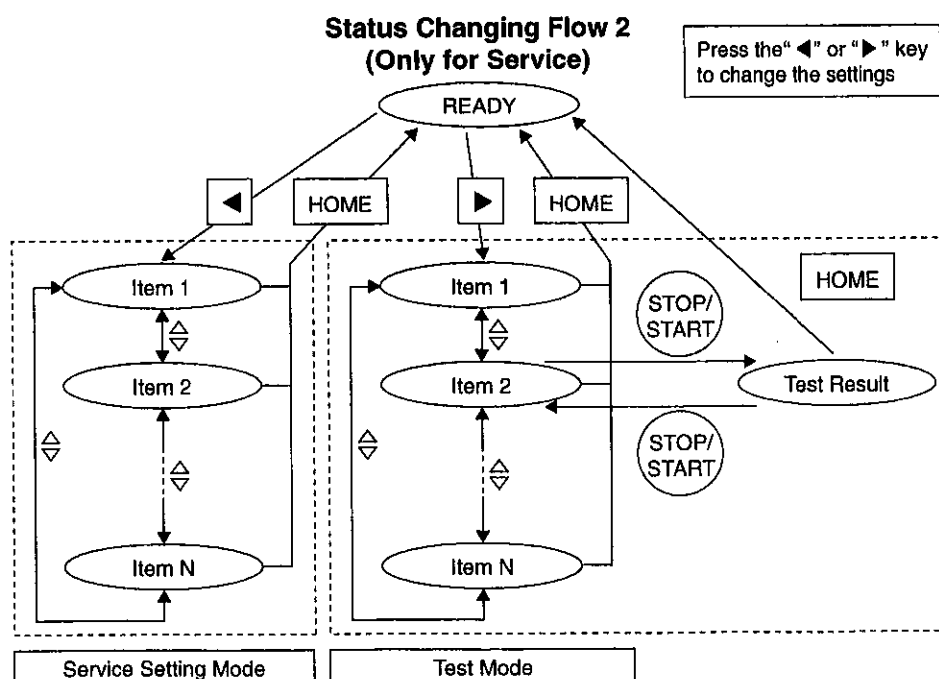 Status Changing Flow 2
(Only for Service)
Press the“ ◀” or “▶” key
to change the settings
READY
◀
HOME
▶
HOME
Item 1
Item 1
HOME
STOP/
START
Item 2
Item 2
Test Result
STOP/
START
Item N
Item N
Service Setting Mode
Test Mode